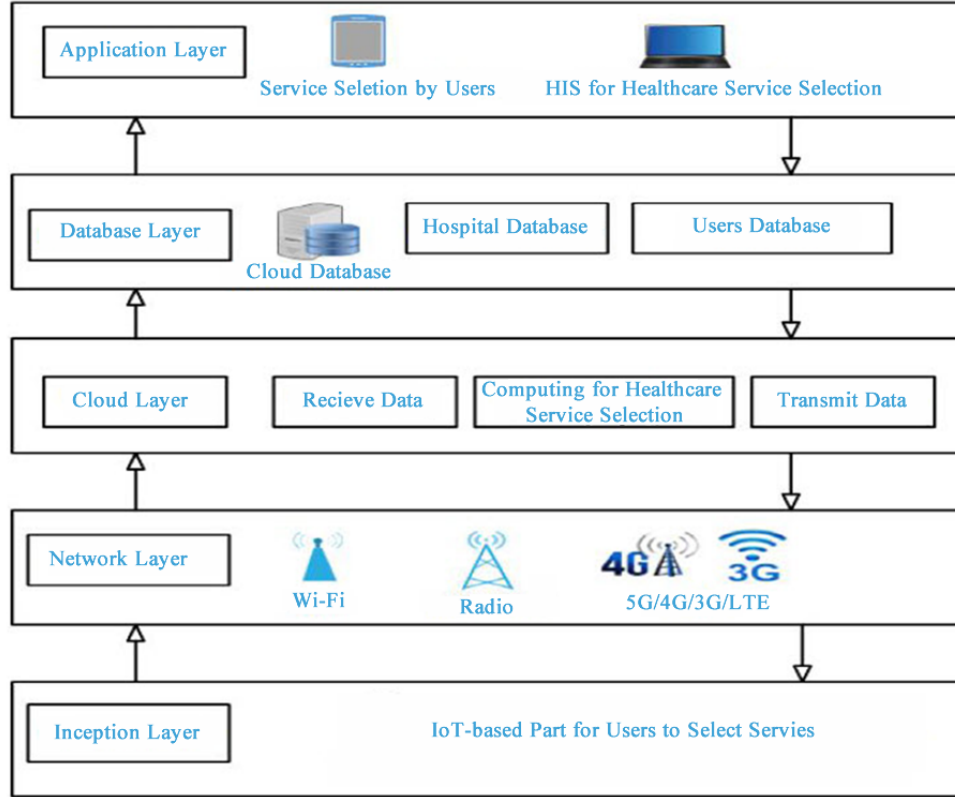 Application Layer
Service Seletion by Users
HIS for Healthcare Service Selection
Database Layer
Cloud Database
Hospital Database
Users Database
Cloud Layer
Recieve Data
Computing for Healthcare
Service Selection
Transmit Data
Network Layer
Wi-Fi
Radio
4G
3G
5G/4G/3G/LTE
Inception Layer
IoT-based Part for Users to Select Servies